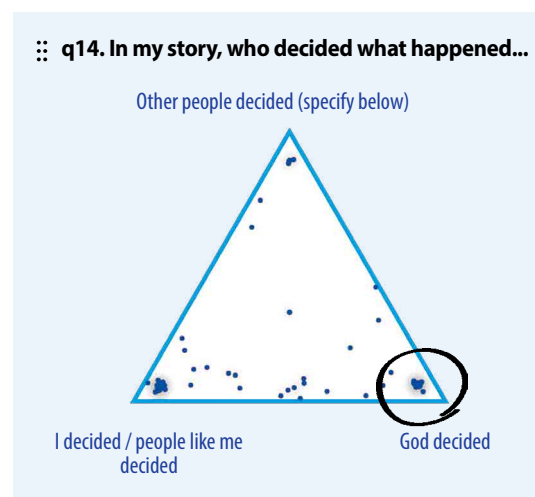 q14. In my story, who decided what happened...
Other people decided (specify below)
I decided / people like me
decided
God decided